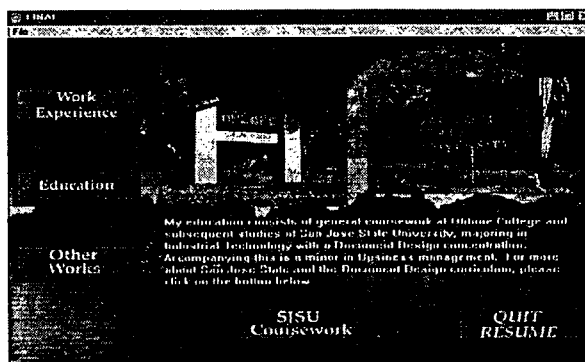 FINAL
File
Work
Experience
Education
Other
Works
My education consists of general coursework at Ohlone College and
subsequent studies of San Jose State University, majoring in
Industrial Technology with a Document Design concentration.
Accompanying this is a minor in Business management. For more
about San Jose State and the Document Design curriculum, please
click on the button below
SJSU
Coursework
QUIT
RESUME